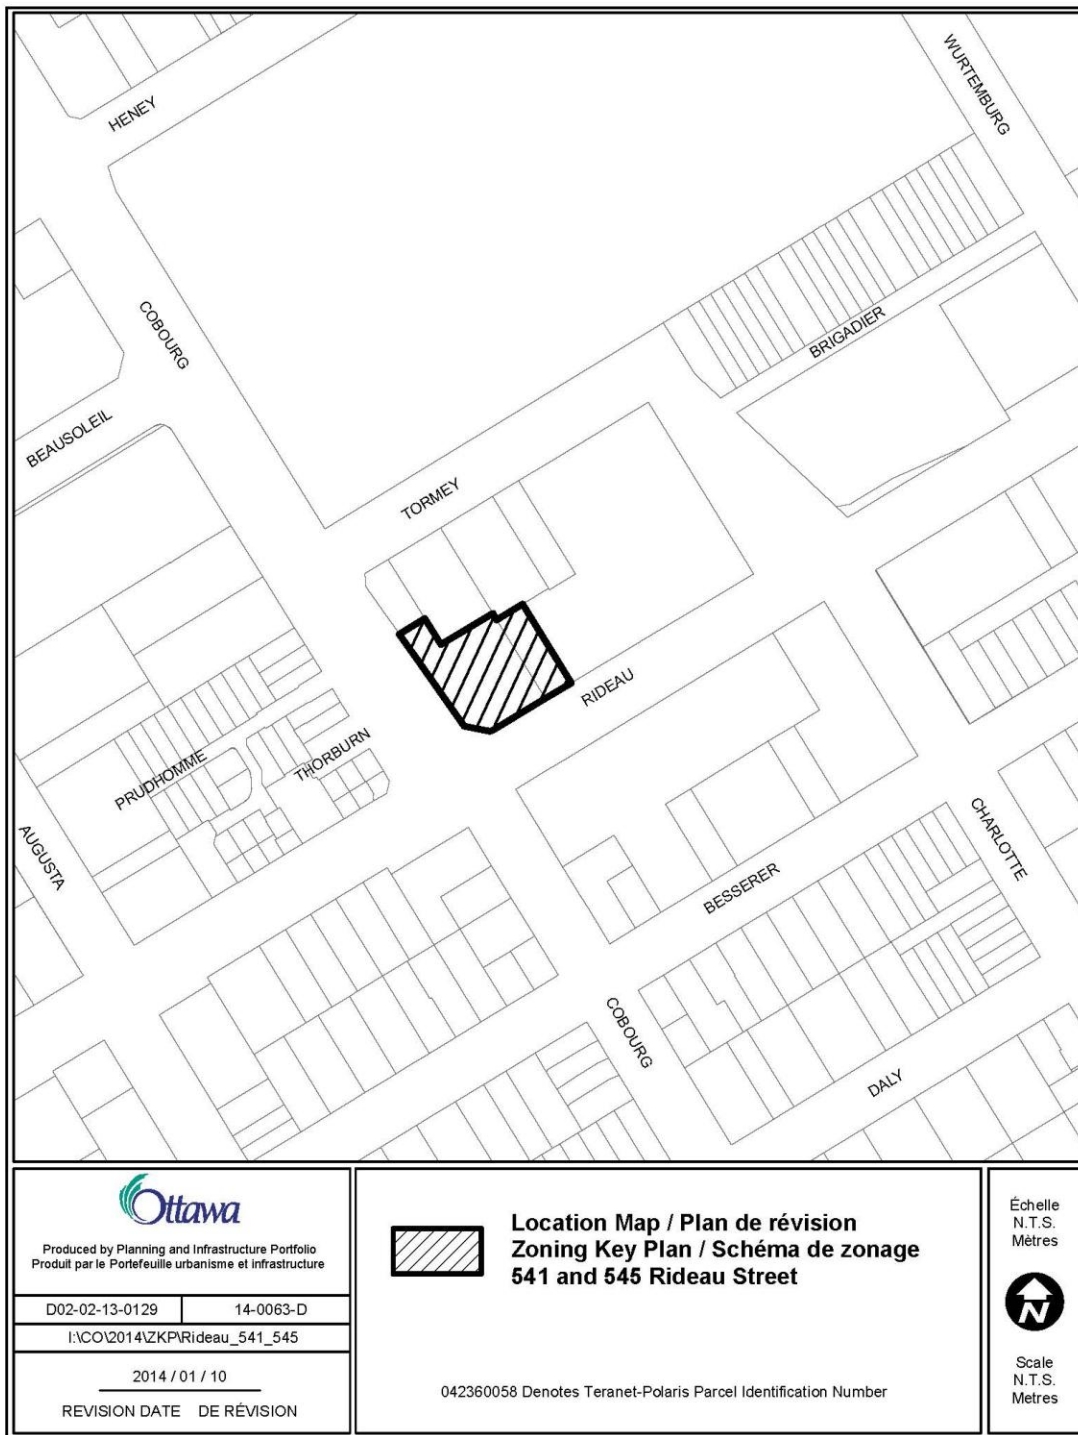 WURTEMBURG
HENEY
COBOURG
BRIGADIER
BEAUSOLEIL
TORMEY
RIDEAU
THORBURN
PRUDHOMME
AUGUSTA
CHARLOTTE
BESSERER
COBOURG
DALY
Ottawa
Produced by Planning and Infrastructure Portfolio
Produit par le Portefeuille urbanisme et infrastructure
D02-02-13-0129 14-0063-D
I:\CO\2014\ZKP\Rideau_541_545
2014 / 01 / 10
REVISION DATE DE RÉVISION
Location Map / Plan de révision
Zoning Key Plan / Schéma de zonage
541 and 545 Rideau Street
042360058 Denotes Teranet-Polaris Parcel Identification Number
Échelle
N.T.S.
Mètres
N
Scale
N.T.S.
Metres